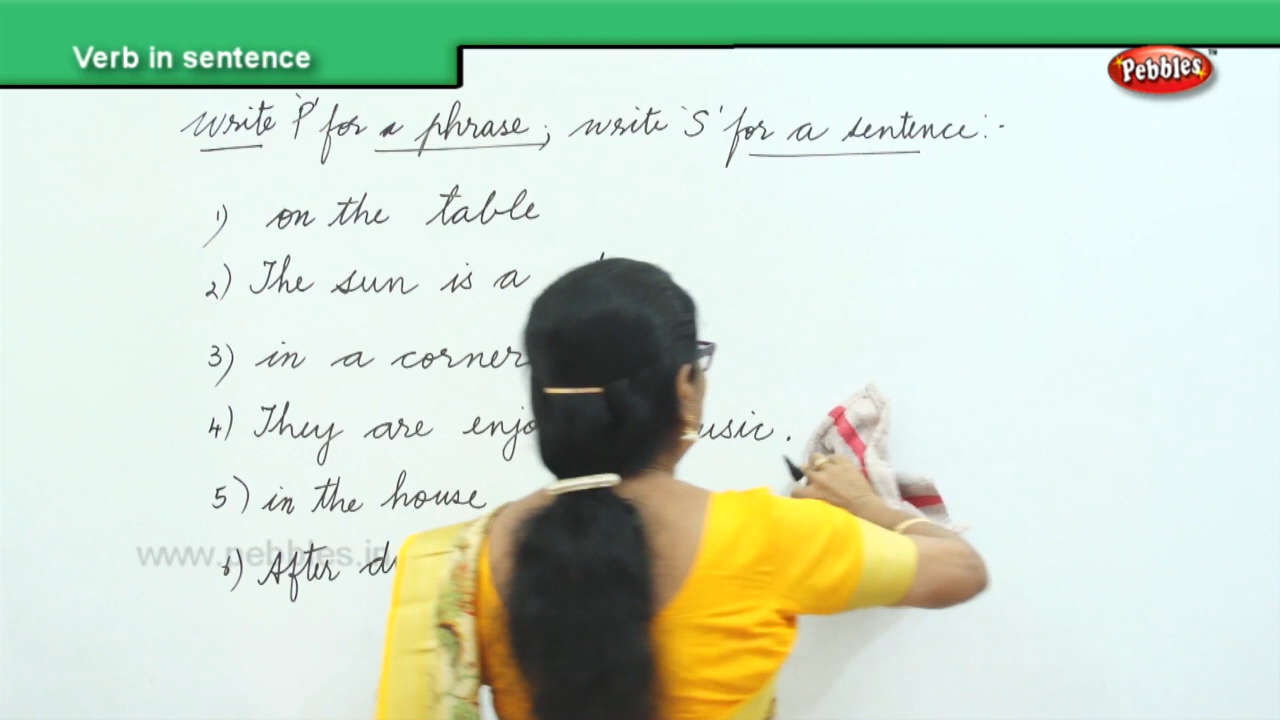 Verb in sentence
Pebbles™
write 'P' for a phrase; write 'S' for a sentence:-
1) on the table
2) The sun is a
3) in a corner
4) They are
5) in the house
www.pebbles.in
6) After